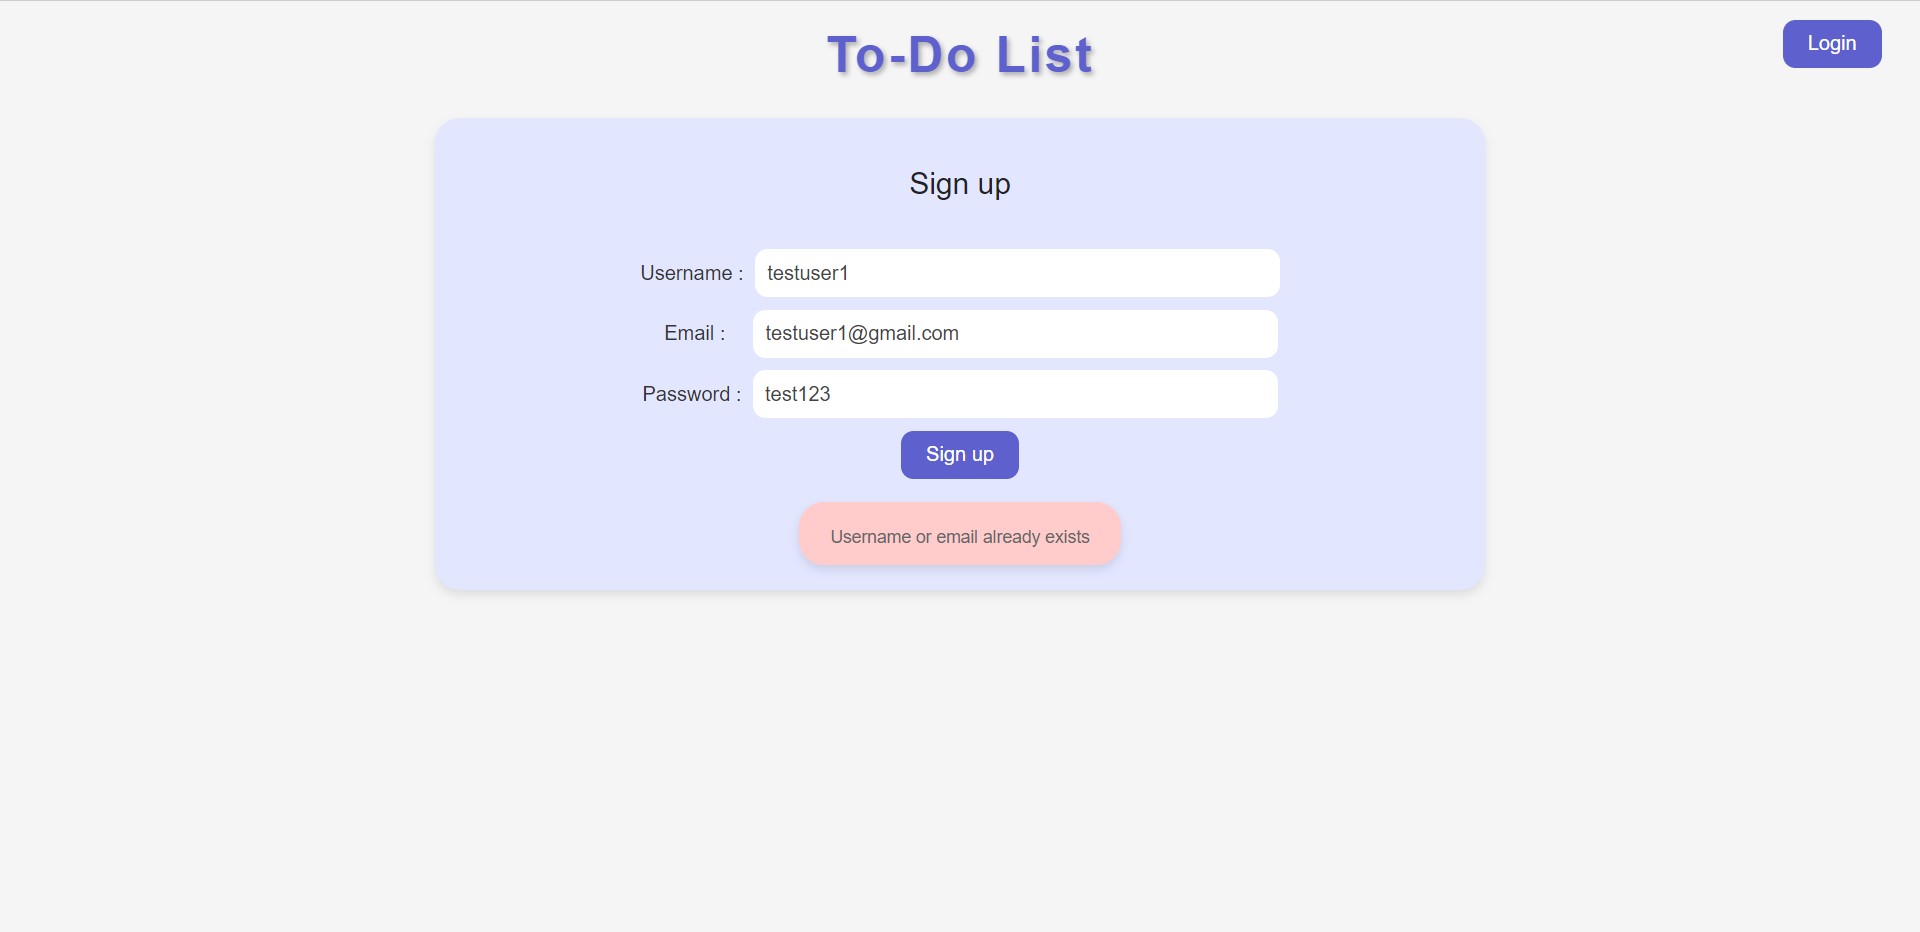 To-Do List
Login
Sign up
Username : testuser1
Email : testuser1@gmail.com
Password : test123
Sign up
Username or email already exists